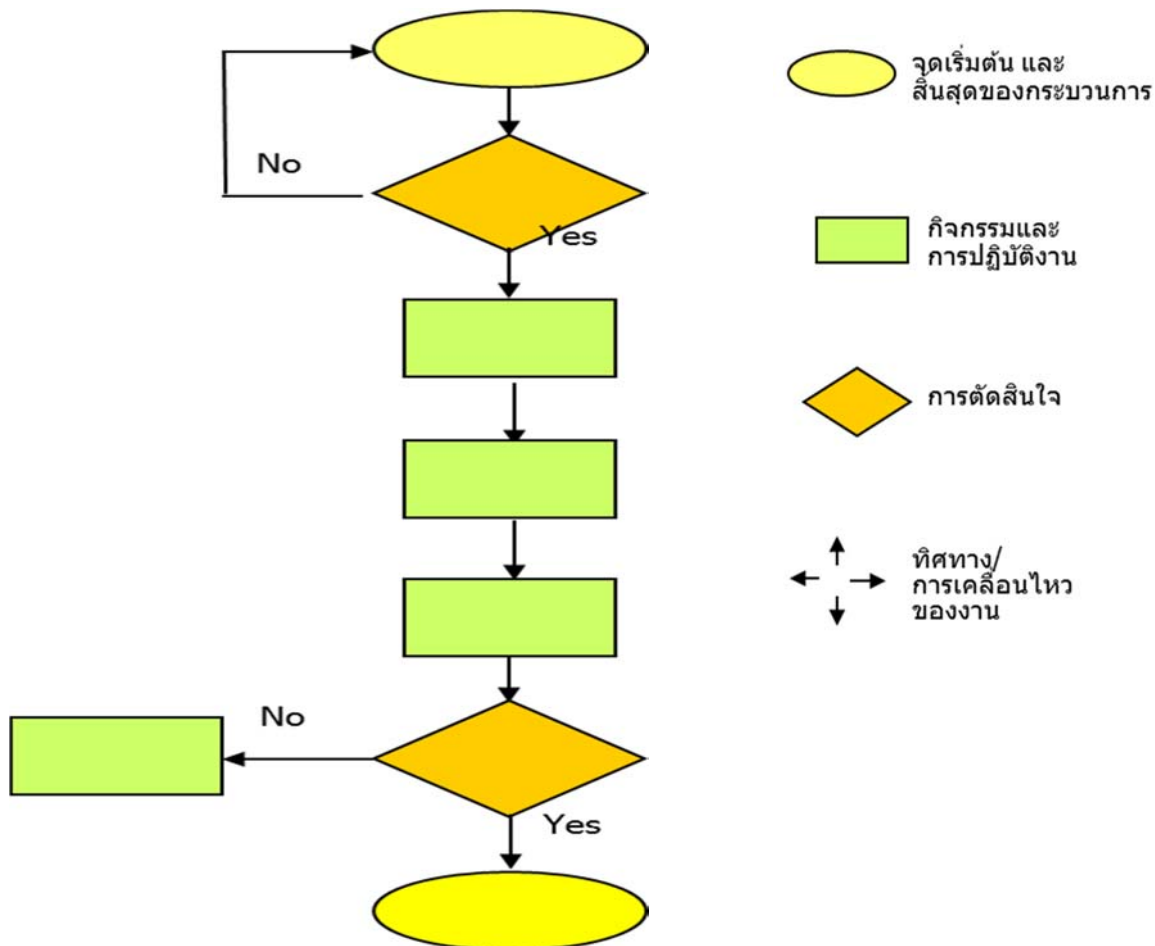 No
Yes
No
Yes
จุดเริ่มต้น และ
สิ้นสุดของกระบวนการ
กิจกรรมและ
การปฏิบัติงาน
การตัดสินใจ
ทิศทาง/
การเคลื่อนไหว
ของงาน